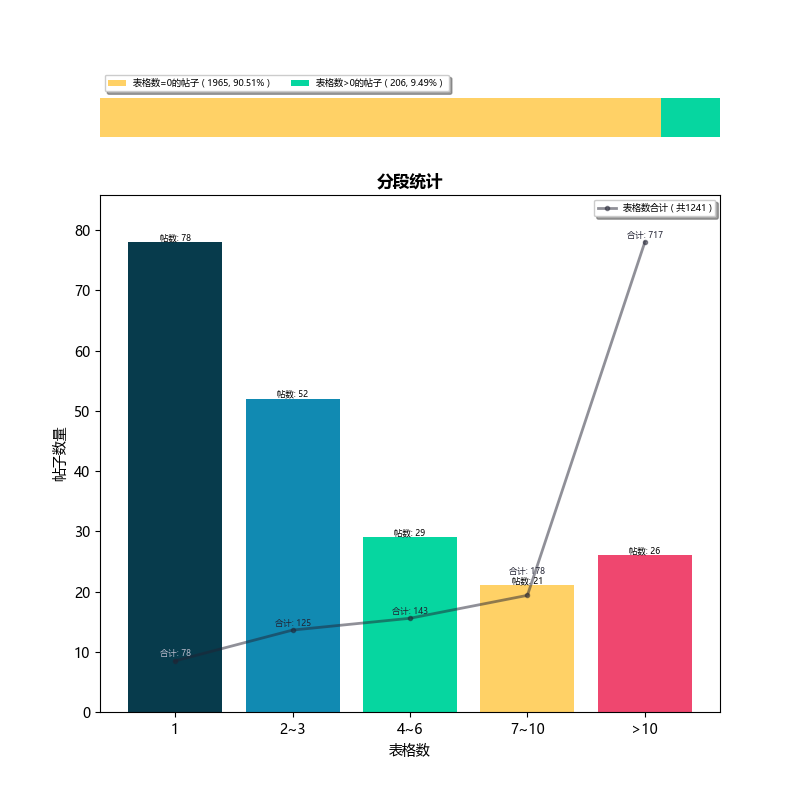 表格数=0的帖子 ( 1965, 90.51% )
表格数>0的帖子 ( 206, 9.49% )
分段统计
表格数合计 ( 共1241 )
合计: 717
帖数: 78
帖数: 52
帖数: 29
合计: 178
帖数: 21
帖数: 26
合计: 78
合计: 125
合计: 143
帖子数量
80
70
60
50
40
30
20
10
0
1
2~3
4~6
7~10
>10
表格数